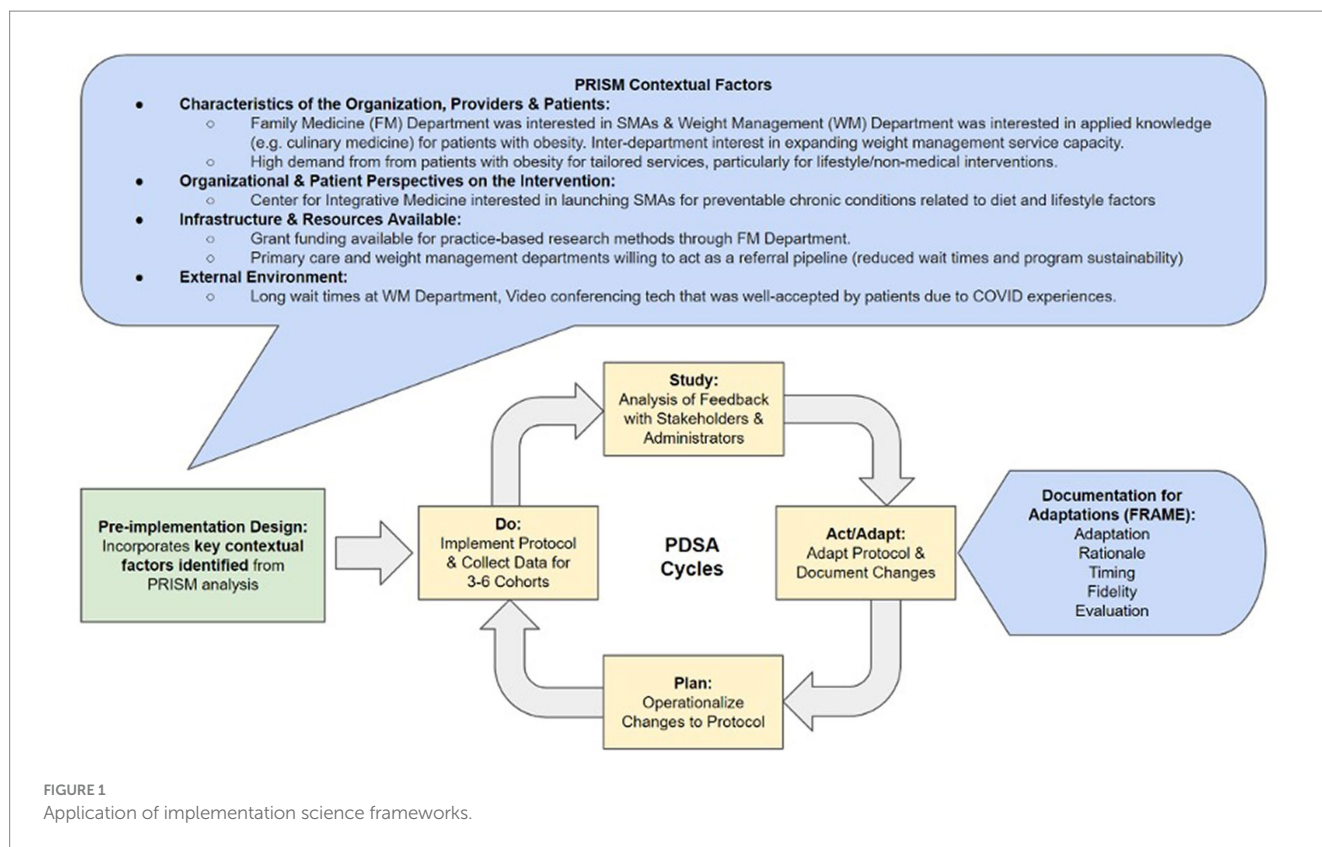 PRISM Contextual Factors
● Characteristics of the Organization, Providers & Patients:
○ Family Medicine (FM) Department was interested in SMAs & Weight Management (WM) Department was interested in applied knowledge
(e.g. culinary medicine) for patients with obesity. Inter-department interest in expanding weight management service capacity.
○ High demand from from patients with obesity for tailored services, particularly for lifestyle/non-medical interventions.
● Organizational & Patient Perspectives on the Intervention:
○ Center for Integrative Medicine interested in launching SMAs for preventable chronic conditions related to diet and lifestyle factors
● Infrastructure & Resources Available:
○ Grant funding available for practice-based research methods through FM Department.
○ Primary care and weight management departments willing to act as a referral pipeline (reduced wait times and program sustainability)
● External Environment:
○ Long wait times at WM Department, Video conferencing tech that was well-accepted by patients due to COVID experiences.
Pre-implementation Design:
Incorporates key contextual
factors identified from
PRISM analysis
Do:
Implement Protocol
& Collect Data for
3-6 Cohorts
Study:
Analysis of Feedback
with Stakeholders &
Administrators
PDSA
Cycles
Act/Adapt:
Adapt Protocol &
Document Changes
Plan:
Operationalize
Changes to Protocol
Documentation for
Adaptations (FRAME):
Adaptation
Rationale
Timing
Fidelity
Evaluation
FIGURE 1
Application of implementation science frameworks.